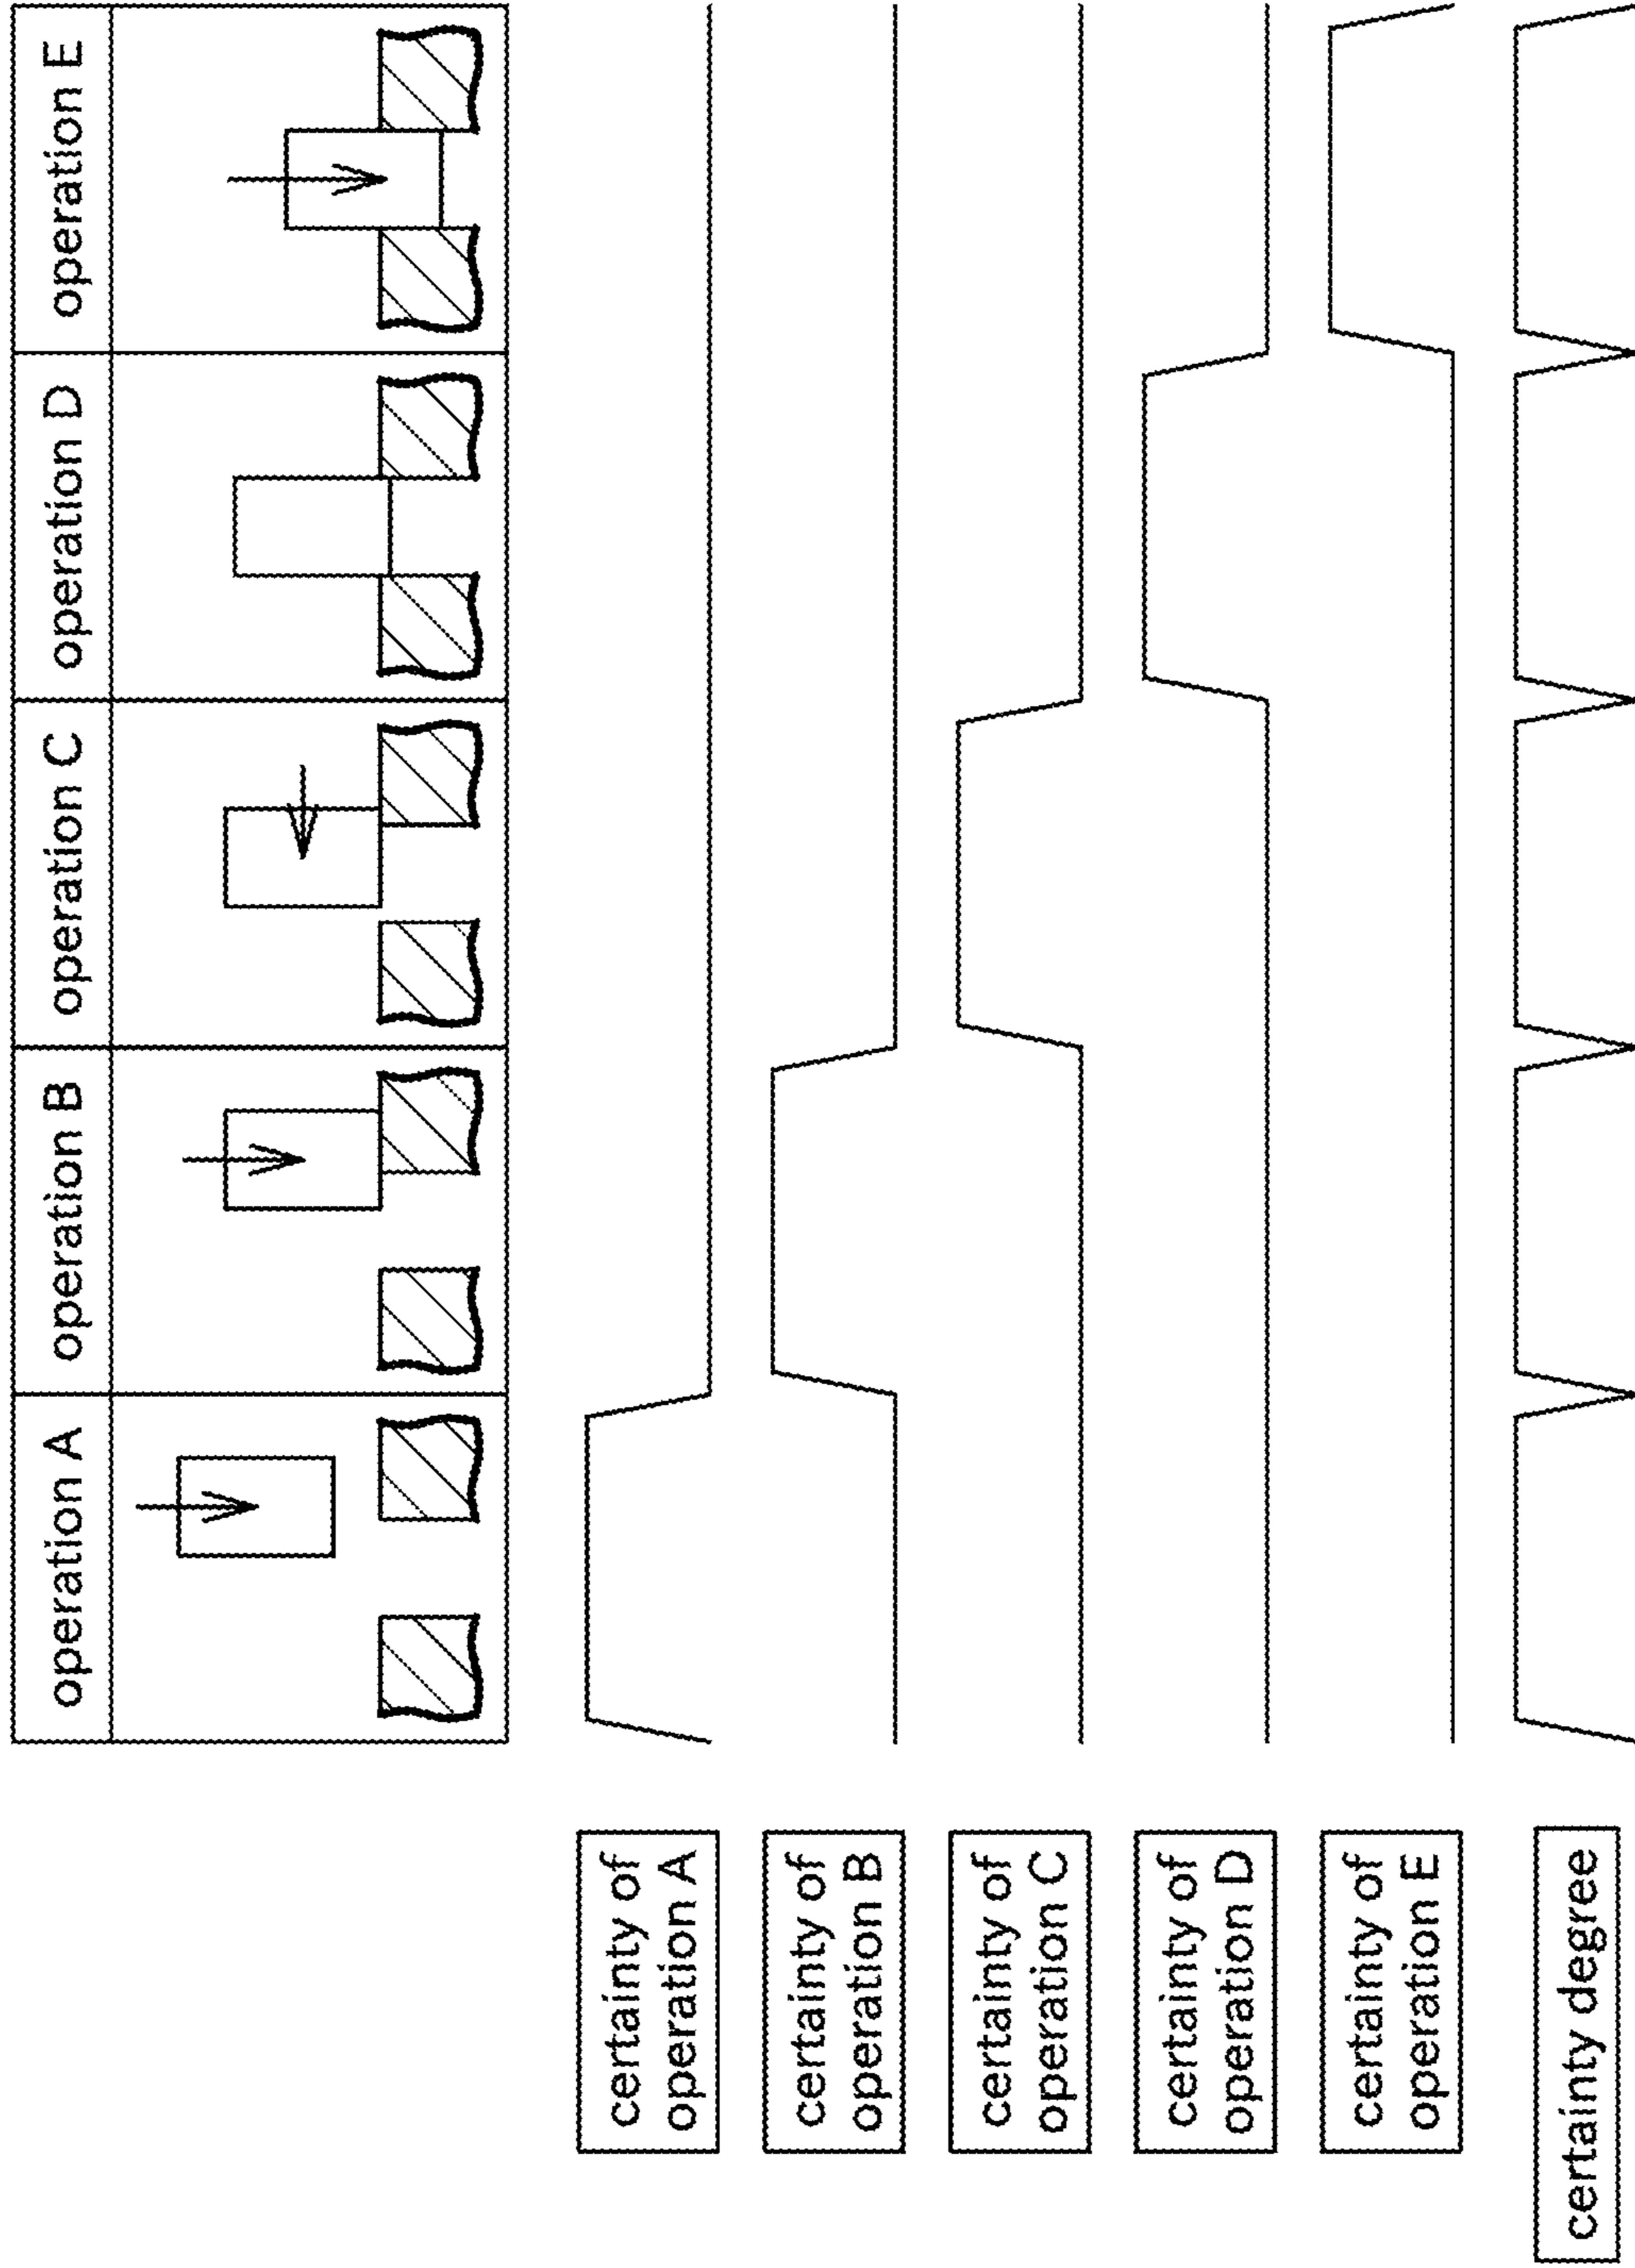 operation A
operation B
operation C
operation D
operation E
certainty of
operation A
certainty of
operation B
certainty of
operation C
certainty of
operation D
certainty of
operation E
certainty degree